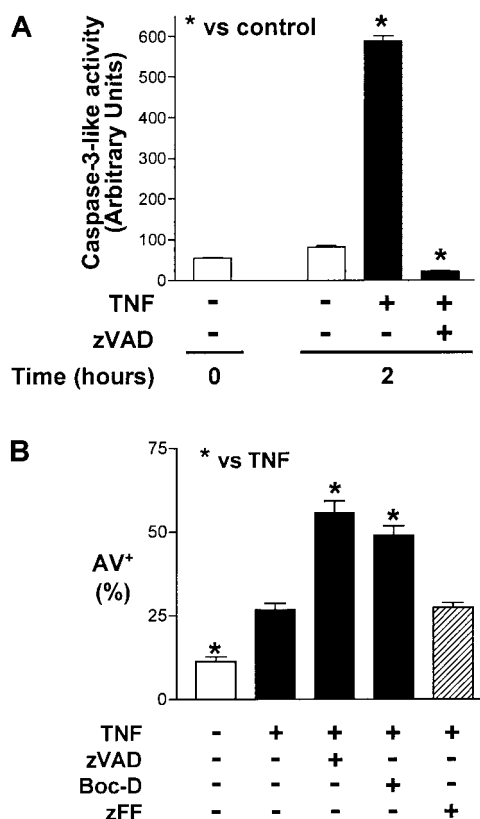 A
* vs control
Caspase-3-like activity
(Arbitrary Units)
600
500
400
300
200
100
0
*
*
TNF - - + +
zVAD - - - +
Time (hours) 0 2
B
* vs TNF
AV+
(%)
75
50
25
0
*
*
*
TNF - + + + +
zVAD - - + - -
Boc-D - - - + -
zFF - - - - +